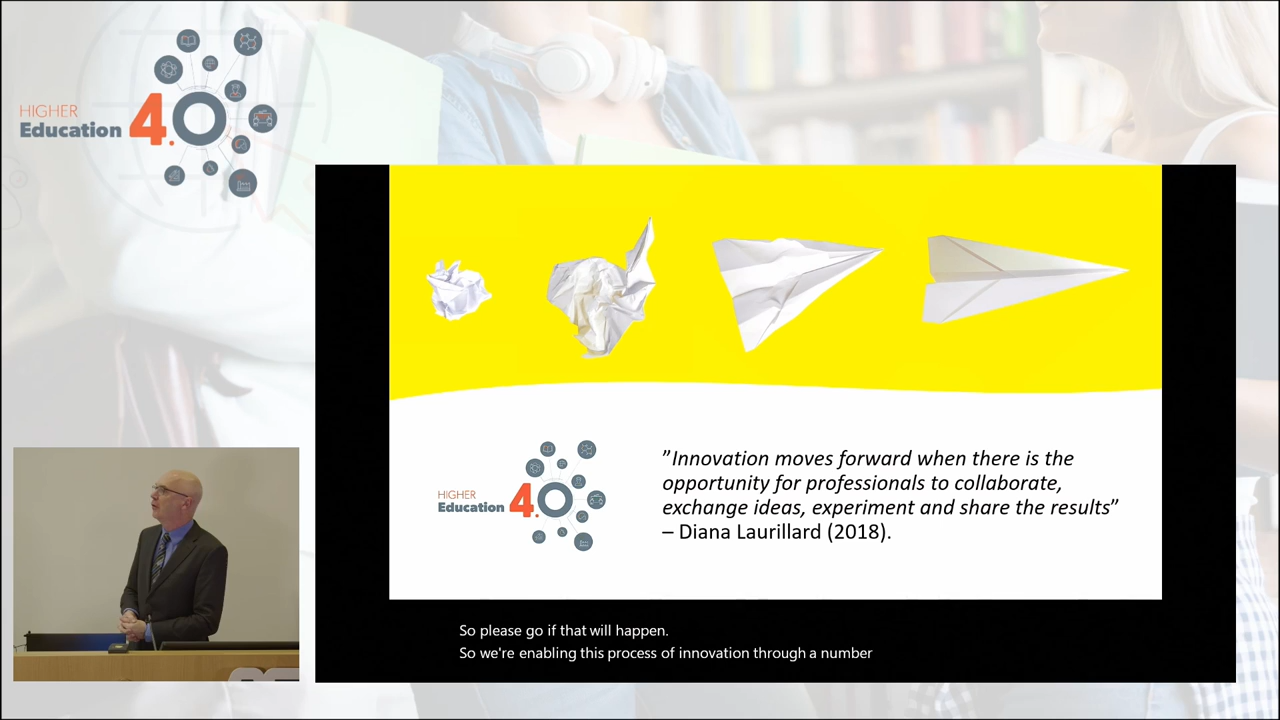 HIGHER
Education 4.0
”Innovation moves forward when there is the
opportunity for professionals to collaborate,
exchange ideas, experiment and share the results”
– Diana Laurillard (2018).
HIGHER
Education 4.0
So please go if that will happen.
So we're enabling this process of innovation through a number